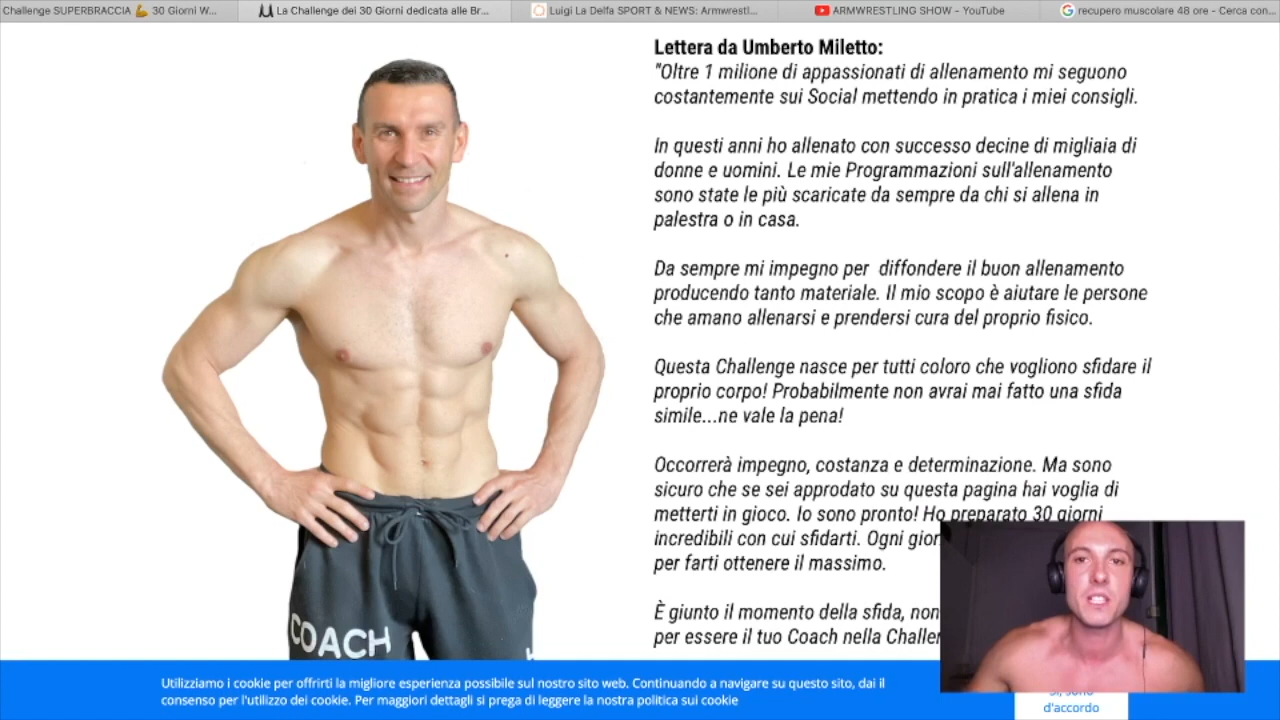 Challenge SUPERBRACCIA 💪 30 Giorni W...
La Challenge dei 30 Giorni dedicata alle Br...
Luigi La Delfa SPORT & NEWS: Armwrestl...
ARMWRESTLING SHOW - YouTube
recupero muscolare 48 ore - Cerca con...
Lettera da Umberto Miletto:
"Oltre 1 milione di appassionati di allenamento mi seguono
costantemente sui Social mettendo in pratica i miei consigli.
In questi anni ho allenato con successo decine di migliaia di
donne e uomini. Le mie Programmazioni sull'allenamento
sono state le più scaricate da sempre da chi si allena in
palestra o in casa.
Da sempre mi impegno per diffondere il buon allenamento
producendo tanto materiale. Il mio scopo è aiutare le persone
che amano allenarsi e prendersi cura del proprio fisico.
Questa Challenge nasce per tutti coloro che vogliono sfidare il
proprio corpo! Probabilmente non avrai mai fatto una sfida
simile...ne vale la pena!
Occorrerà impegno, costanza e determinazione. Ma sono
sicuro che se sei approdato su questa pagina hai voglia di
metterti in gioco. Io sono pronto! Ho preparato 30 giorni
incredibili con cui sfidarti. Ogni gior
per farti ottenere il massimo.
È giunto il momento della sfida, non
per essere il tuo Coach nella Challe
COACH
Utilizziamo i cookie per offrirti la migliore esperienza possibile sul nostro sito web. Continuando a navigare su questo sito, dai il
consenso per l'utilizzo dei cookie. Per maggiori dettagli si prega di leggere la nostra politica sui cookie
Sì, sono
d'accordo